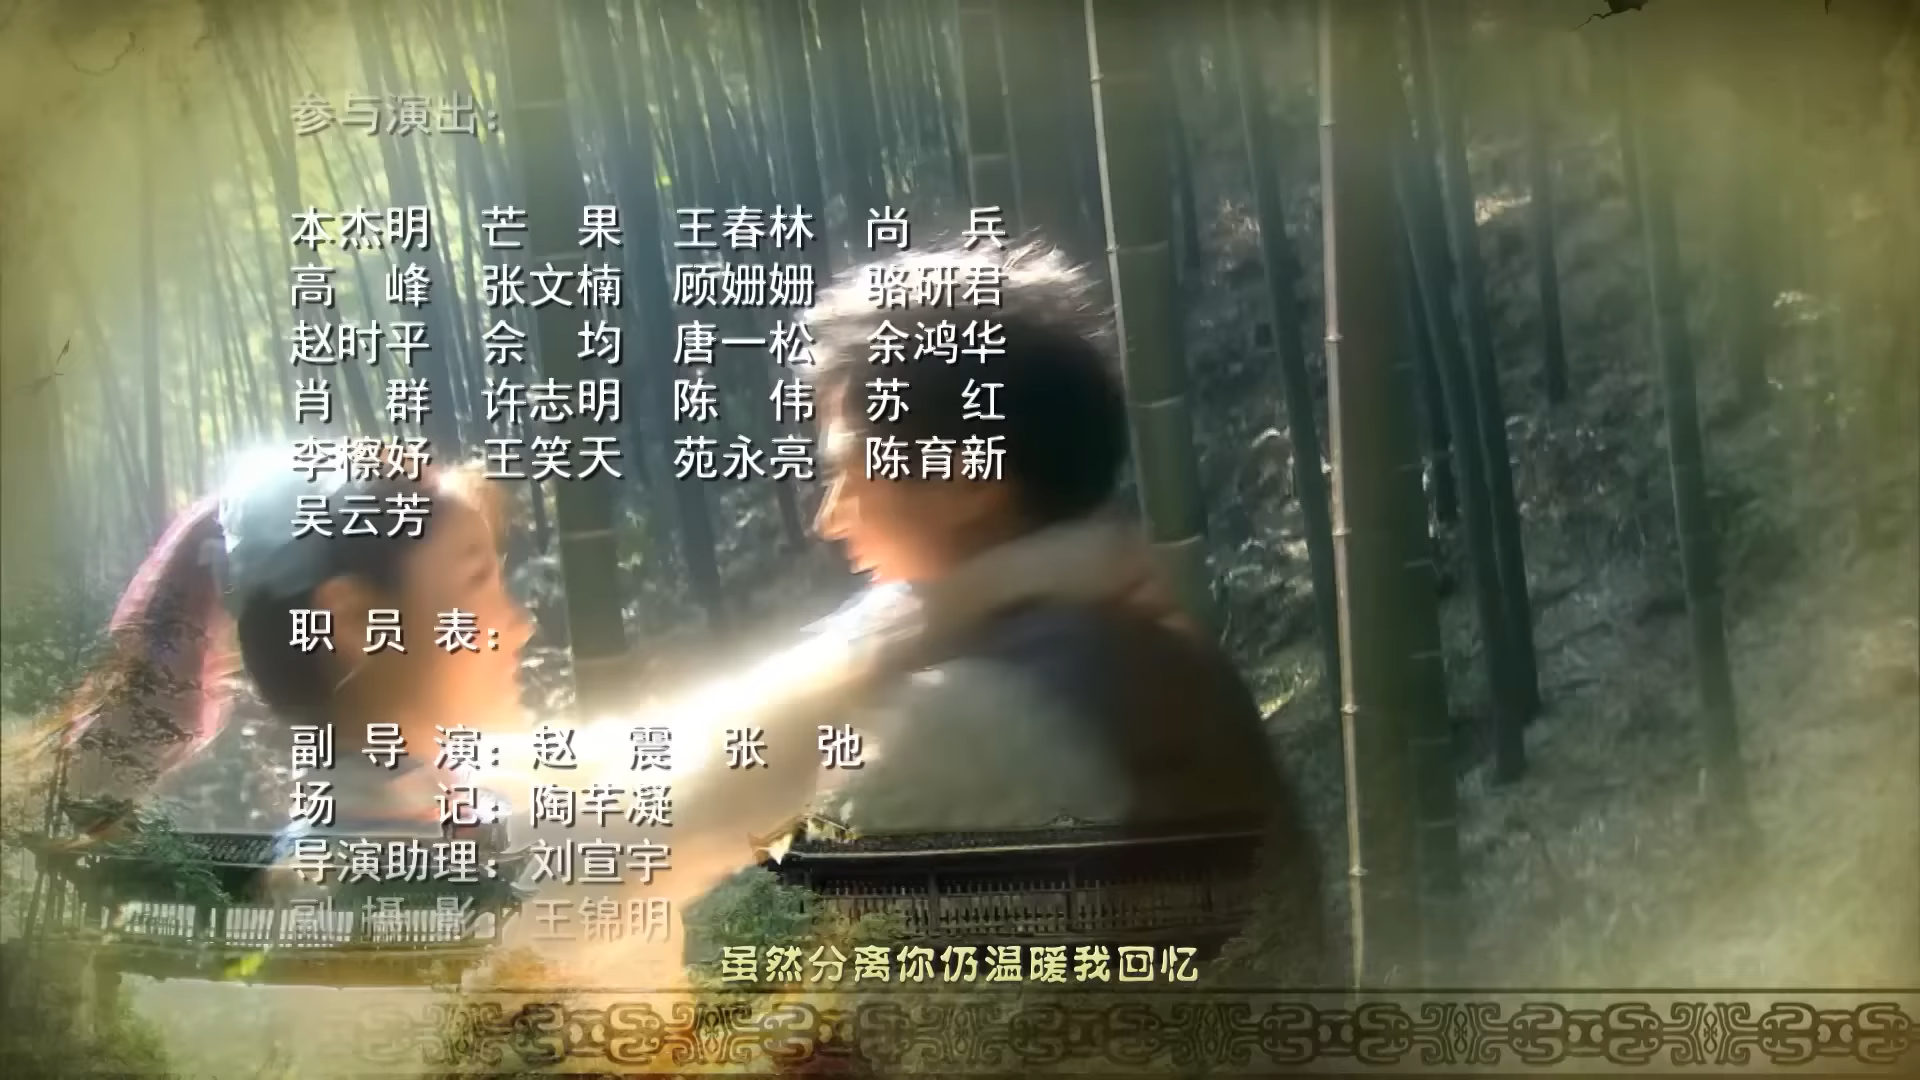 参与演出：
本杰明 芒 果 王春林 尚 兵
高 峰 张文楠 顾姗姗 骆研君
赵时平 佘 均 唐一松 余鸿华
肖 群 许志明 陈 伟 苏 红
李檫妤 王笑天 苑永亮 陈育新
吴云芳
职 员 表：
副 导 演：赵 震 张 弛
场 记：陶芊凝
导演助理：刘宣宇
副 摄 影：王锦明
虽然分离你仍温暖我回忆